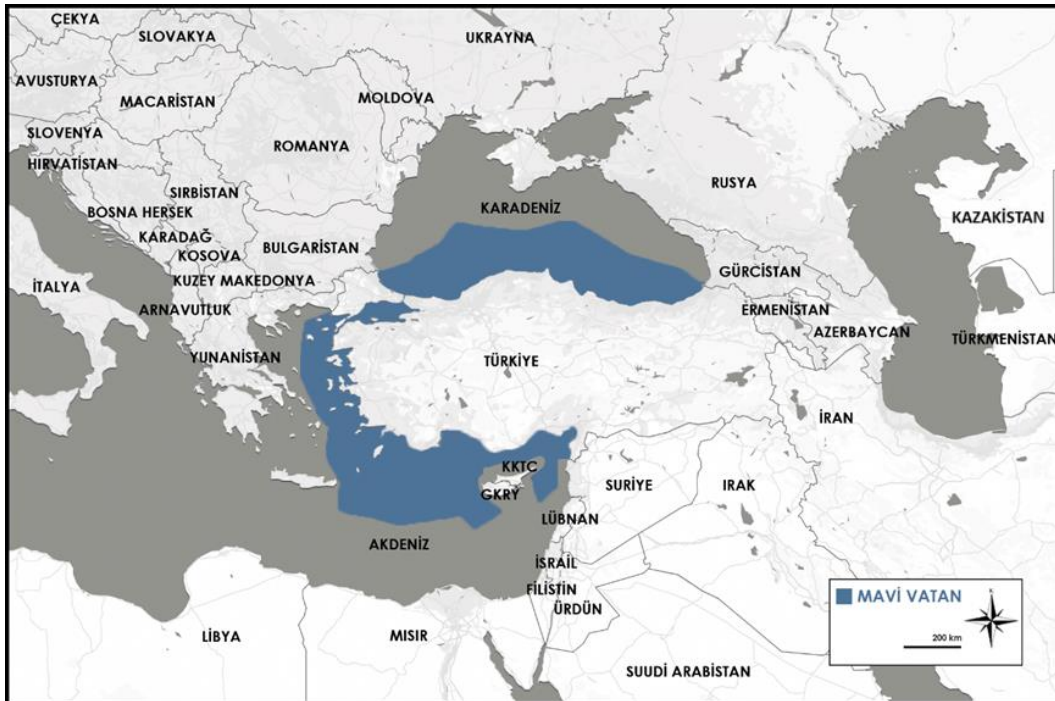 ÇEKYA
SLOVAKYA
UKRAYNA
AVUSTURYA
MACARİSTAN
MOLDOVA
SLOVENYA
ROMANYA
HIRVATİSTAN
SIRBİSTAN
RUSYA
BOSNA HERSEK
KARADENİZ
KAZAKİSTAN
KARADAĞ
BULGARİSTAN
KOSOVA
GÜRCİSTAN
KUZEY MAKEDONYA
İTALYA
ARNAVUTLUK
ERMENİSTAN
AZERBAYCAN
TÜRKMENİSTAN
YUNANİSTAN
TÜRKİYE
İRAN
KKTC
SURİYE
IRAK
GKRY
LÜBNAN
AKDENİZ
İSRAİL
FİLİSTİN
ÜRDÜN
MAVİ VATAN
200 km
LİBYA
MISIR
SUUDİ ARABİSTAN